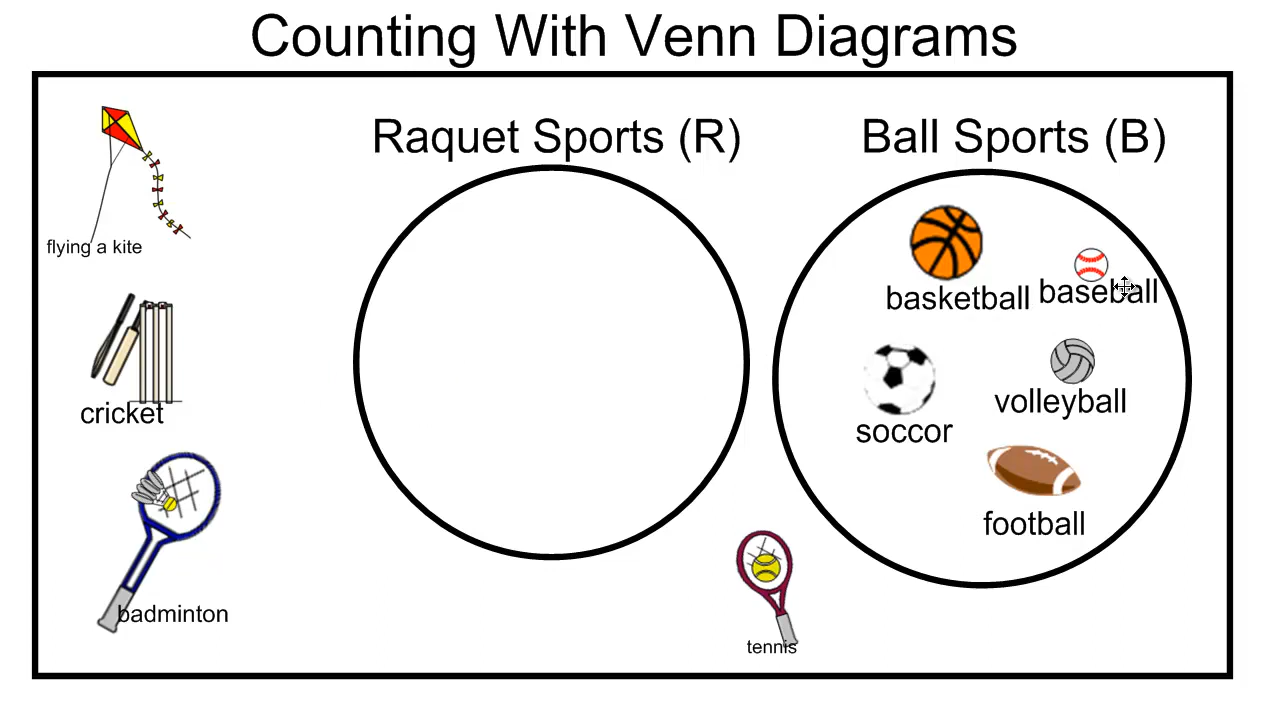 Counting With Venn Diagrams
Raquet Sports (R)
Ball Sports (B)
flying a kite
basketball
baseball
cricket
volleyball
soccor
football
badminton
tennis